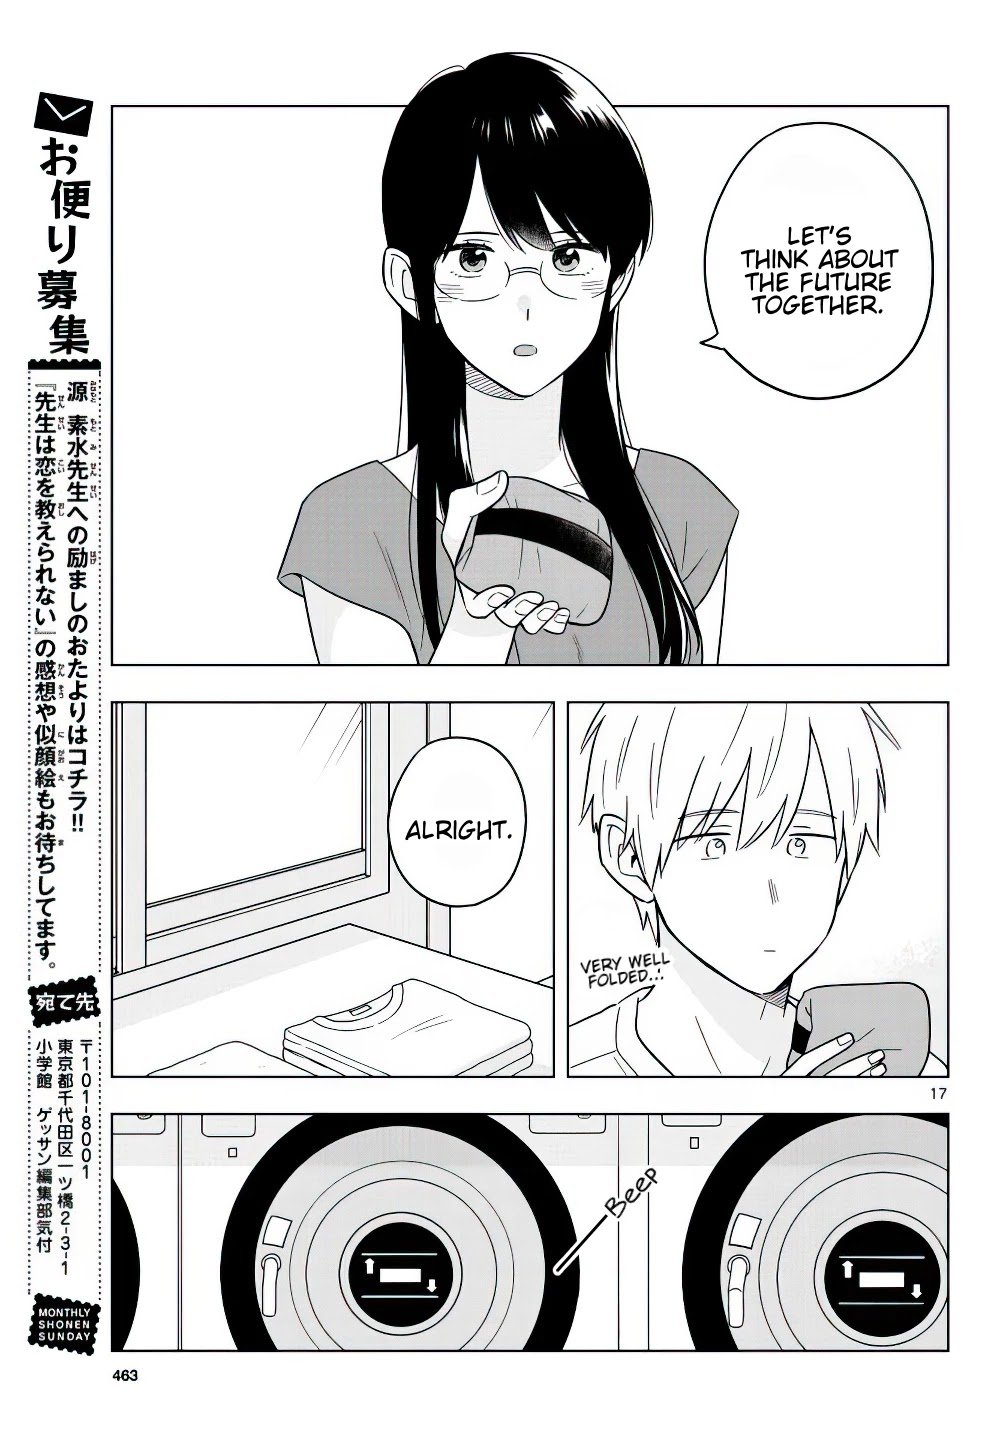 LET'S
THINK ABOUT
THE FUTURE
TOGETHER.
ALRIGHT.
VERY WELL
FOLDED...
17
Beep
お便り募集
源 素水先生への励ましのおたよりはコチラ!!
『先生は恋を教えられない』の感想や似顔絵もお待ちしてます。
宛て先
〒101-8001
東京都千代田区一ツ橋2-3-1
小学館 ゲッサン編集部気付
MONTHLY
SHONEN
SUNDAY
463